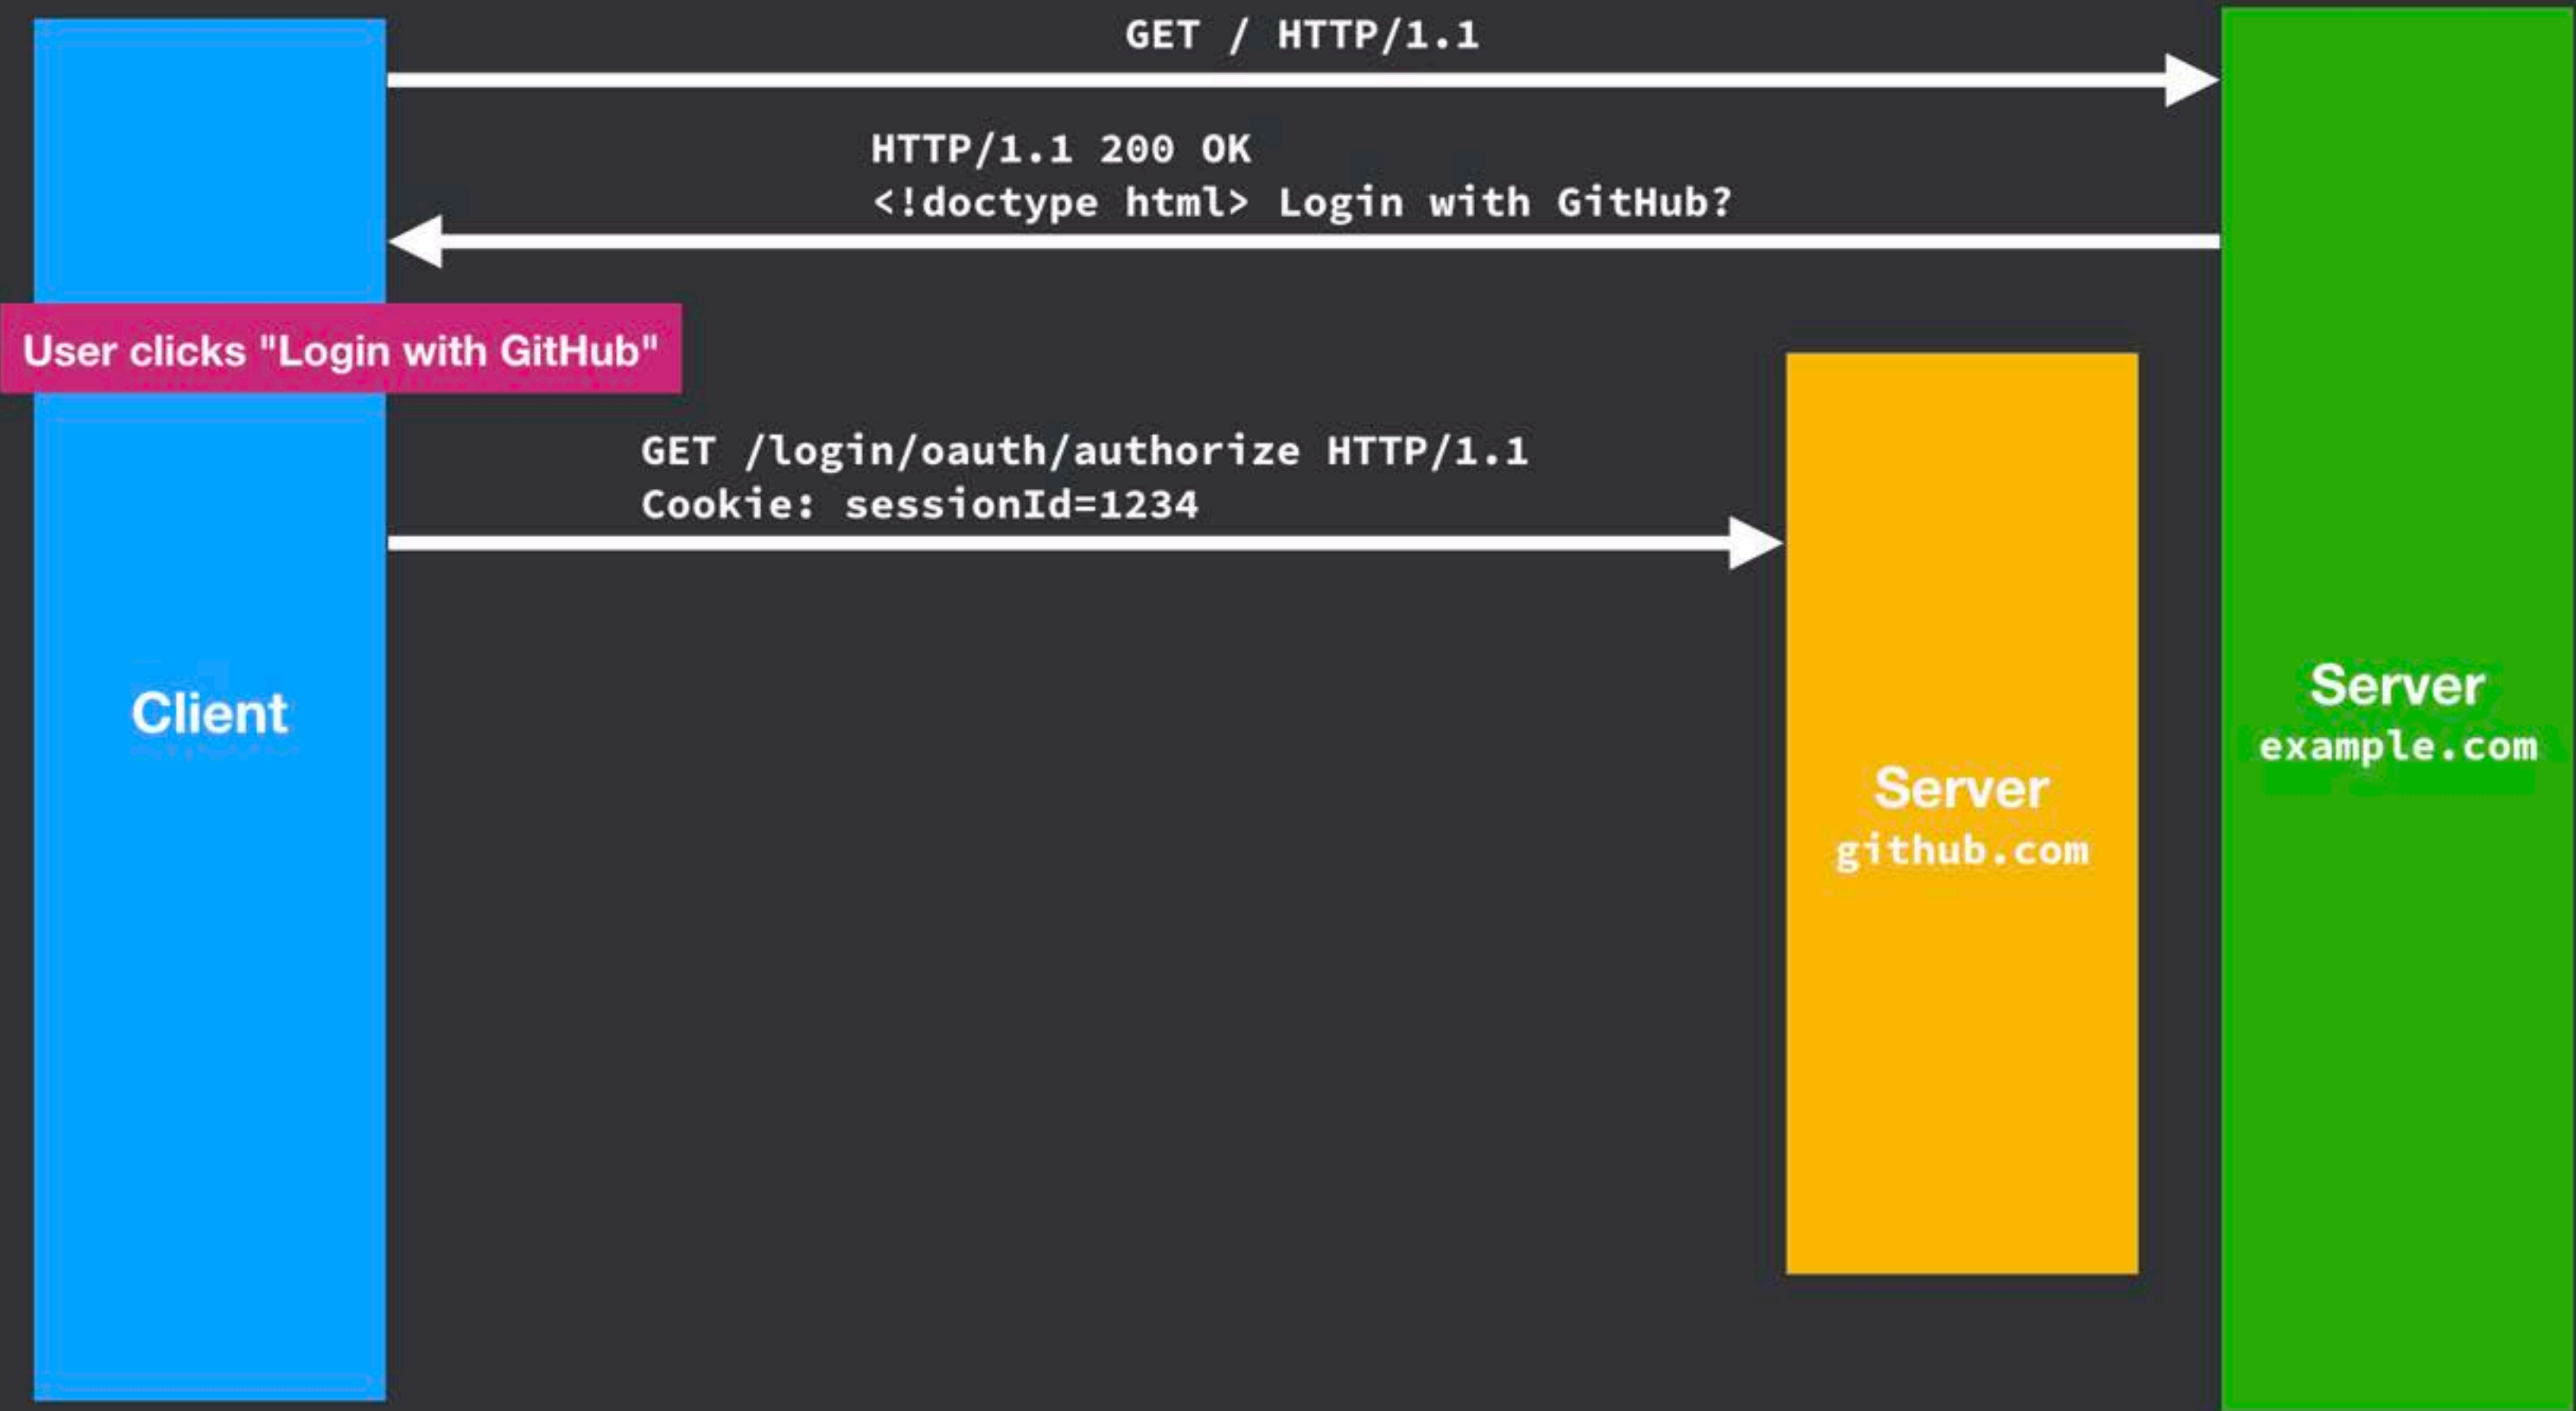 GET / HTTP/1.1
HTTP/1.1 200 OK
<!doctype html> Login with GitHub?
User clicks "Login with GitHub"
GET /login/oauth/authorize HTTP/1.1
Cookie: sessionId=1234
Client
Server
github.com
Server
example.com